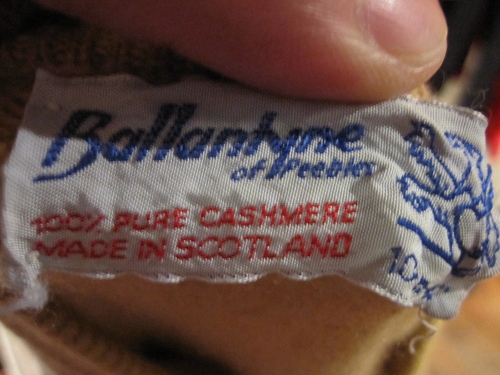 Ballantyne
of Peebles
100% PURE CASHMERE
MADE IN SCOTLAND